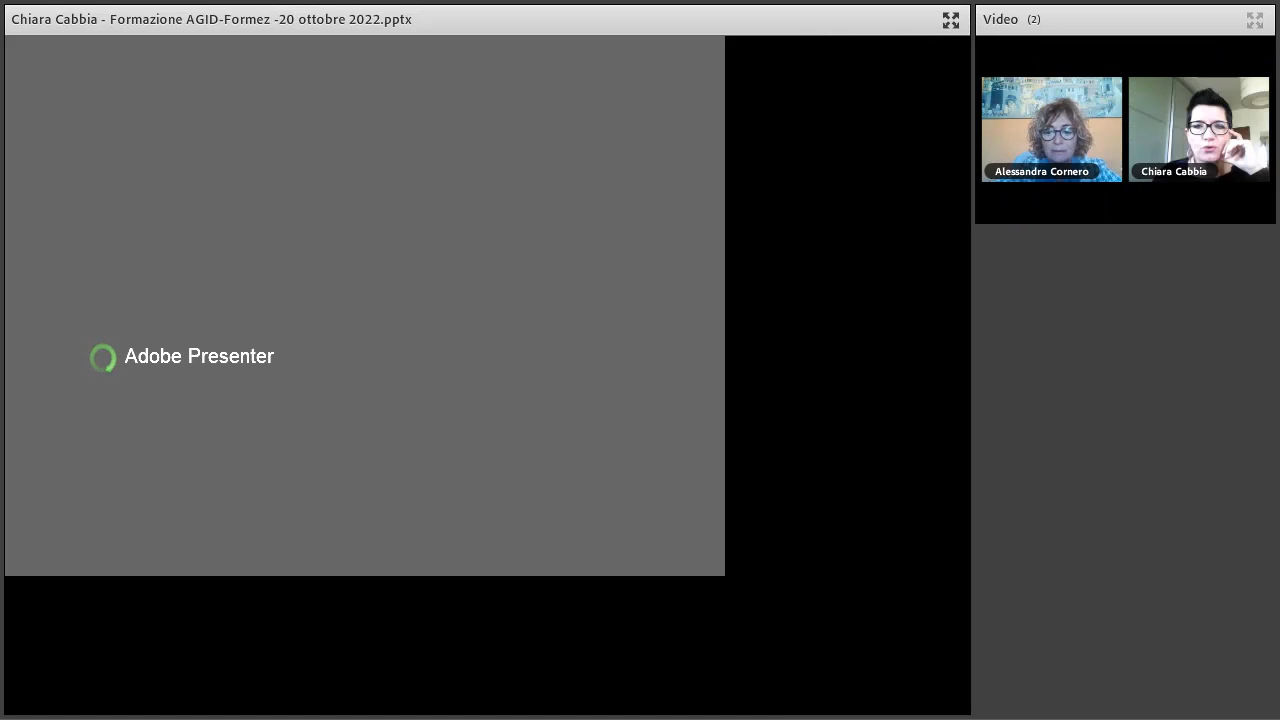 Chiara Cabbia - Formazione AGID-Formez -20 ottobre 2022.pptx
Video (2)
Alessandra Cornero
Chiara Cabbia
Adobe Presenter